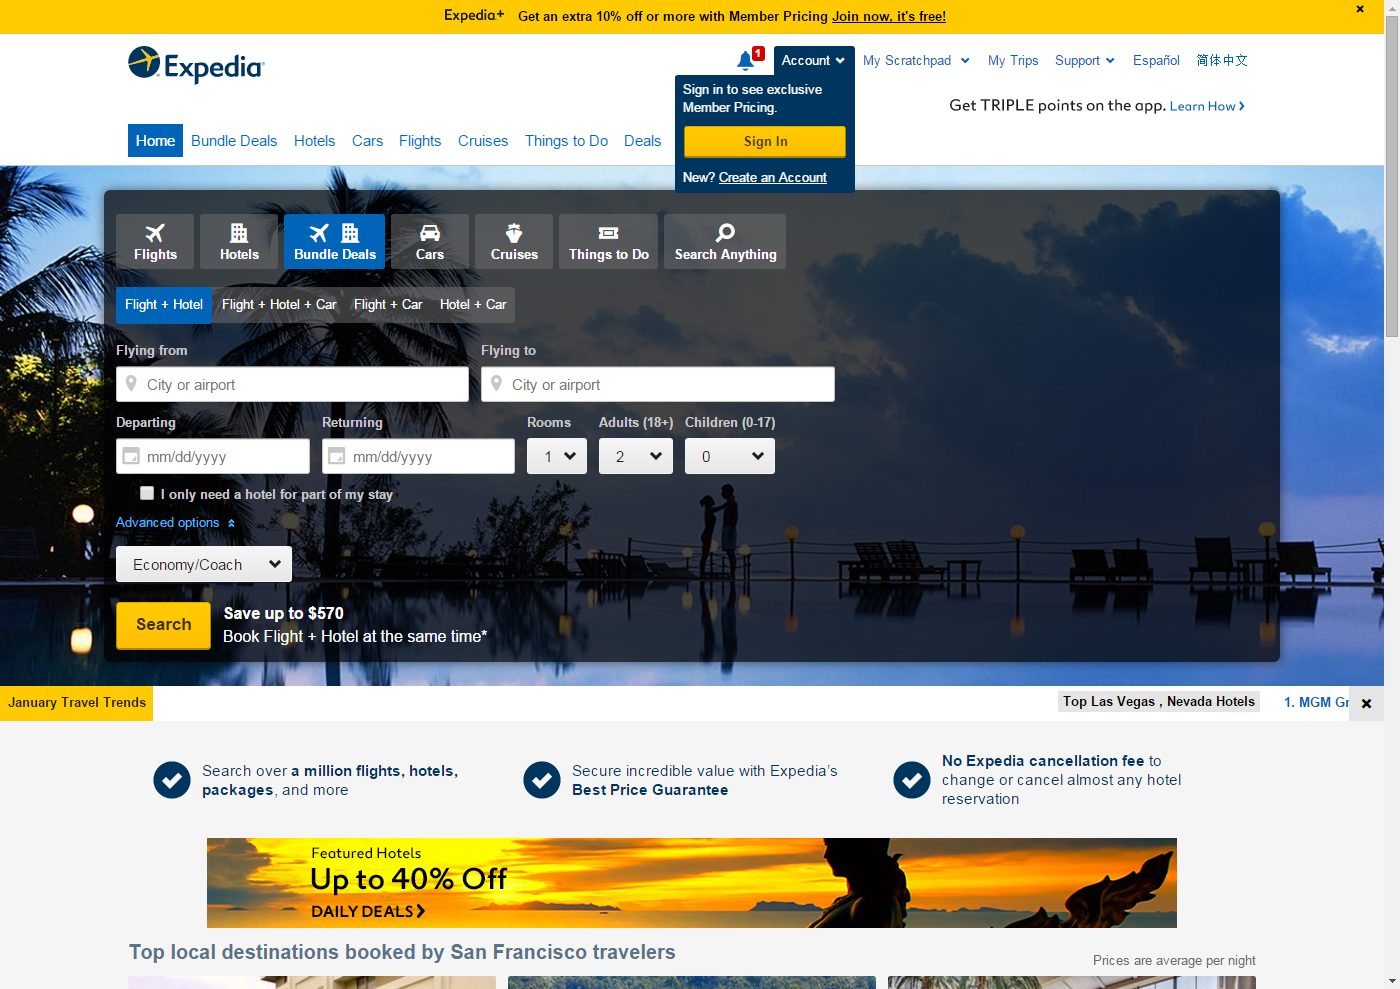 Expedia+ Get an extra 10% off or more with Member Pricing Join now, it's free!
Expedia
1
Account
My Scratchpad
My Trips
Support
Español
简体中文
Sign in to see exclusive
Member Pricing.
Sign In
New? Create an Account
Get TRIPLE points on the app. Learn How
Home
Bundle Deals
Hotels
Cars
Flights
Cruises
Things to Do
Deals
Flights
Hotels
Bundle Deals
Cars
Cruises
Things to Do
Search Anything
Flight + Hotel
Flight + Hotel + Car
Flight + Car
Hotel + Car
Flying from
Flying to
City or airport
City or airport
Departing
Returning
Rooms
Adults (18+)
Children (0-17)
mm/dd/yyyy
mm/dd/yyyy
1
2
0
I only need a hotel for part of my stay
Advanced options
Economy/Coach
Search
Save up to $570
Book Flight + Hotel at the same time*
January Travel Trends
Top Las Vegas , Nevada Hotels
1. MGM Gr
Search over a million flights, hotels,
packages, and more
Secure incredible value with Expedia's
Best Price Guarantee
No Expedia cancellation fee to
change or cancel almost any hotel
reservation
Featured Hotels
Up to 40% Off
DAILY DEALS
Top local destinations booked by San Francisco travelers
Prices are average per night